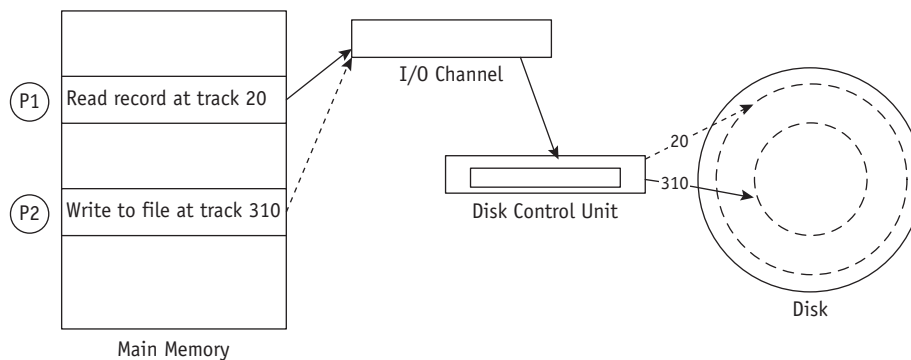 I/O Channel
P1
Read record at track 20
20
310
P2
Write to file at track 310
Disk Control Unit
Disk
Main Memory